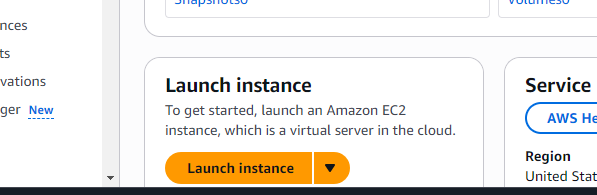 Snapshots0
Volumes0
nces
ts
vations
ger New
Launch instance
To get started, launch an Amazon EC2
instance, which is a virtual server in the cloud.
Launch instance
Service
AWS He
Region
United Stat